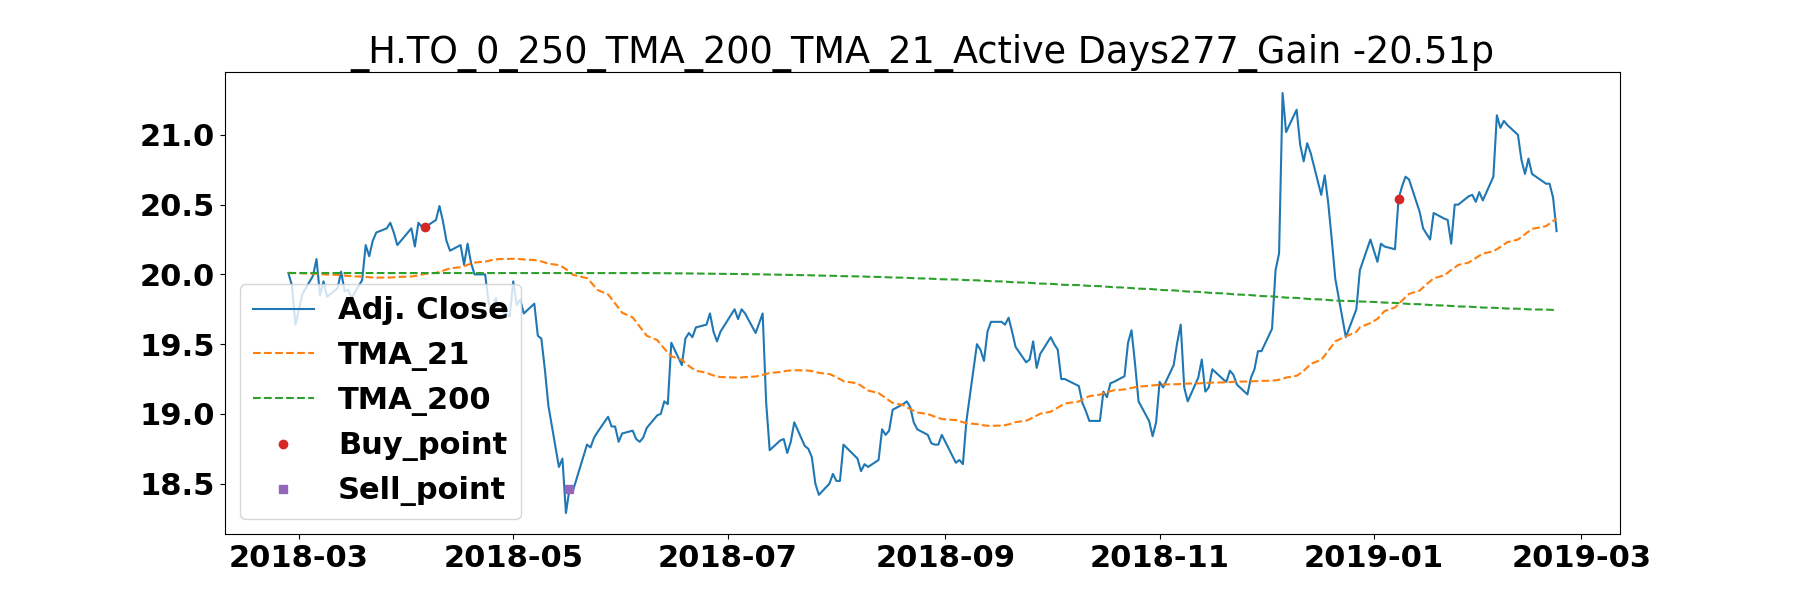 _H.TO_0_250_TMA_200_TMA_21_Active Days277_Gain -20.51p
21.0
20.5
20.0
19.5
19.0
18.5
Adj. Close
TMA_21
TMA_200
Buy_point
Sell_point
2018-03 2018-05 2018-07 2018-09 2018-11 2019-01 2019-03